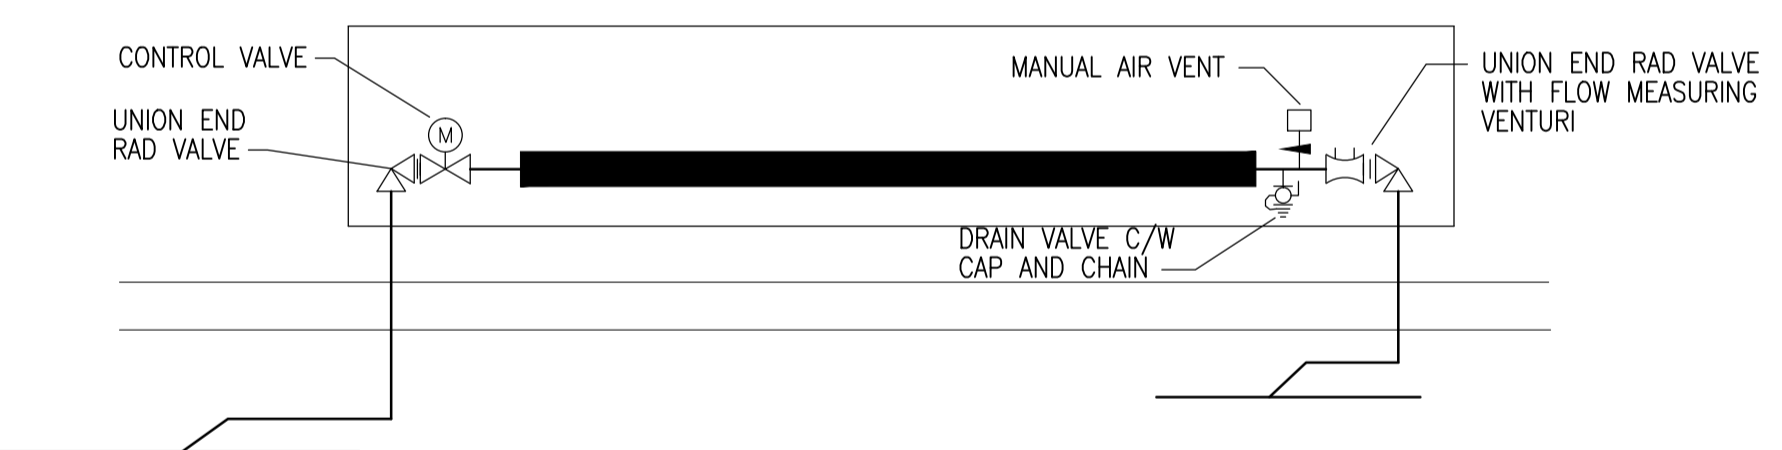 CONTROL VALVE
UNION END
RAD VALVE
M
MANUAL AIR VENT
UNION END RAD VALVE
WITH FLOW MEASURING
VENTURI
DRAIN VALVE C/W
CAP AND CHAIN